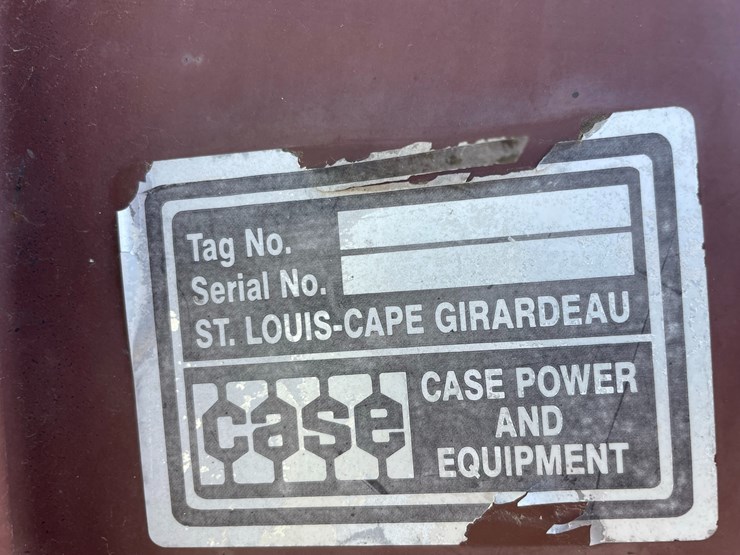 Tag No.
Serial No.
ST. LOUIS-CAPE GIRARDEAU
case
CASE POWER
AND
EQUIPMENT